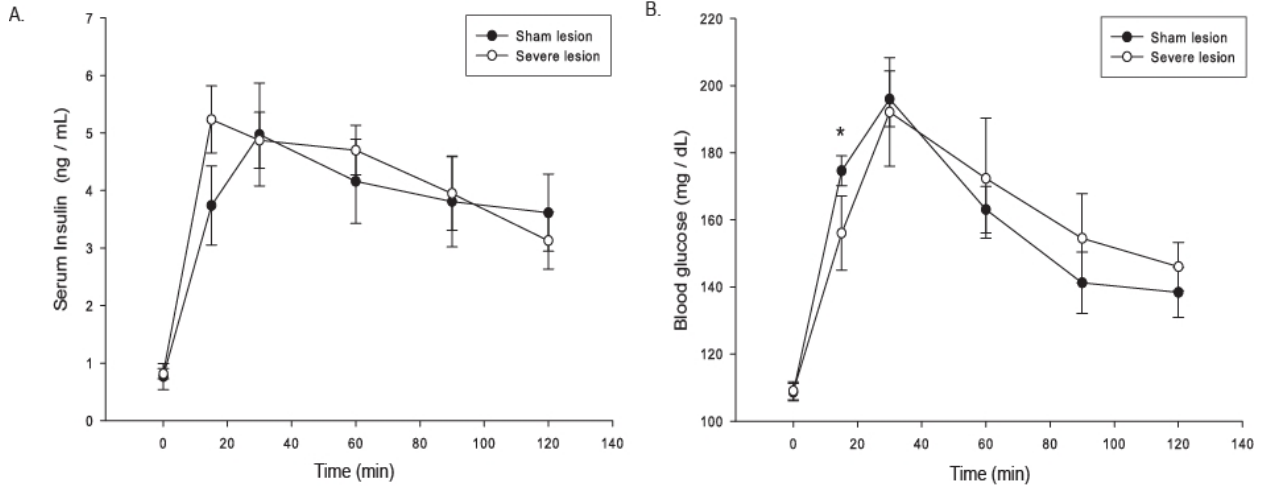 A.
Serum Insulin (ng / mL)
7
6
5
4
3
2
1
0
Sham lesion
Severe lesion
0 20 40 60 80 100 120 140
Time (min)
B.
Blood glucose (mg / dL)
220
200
180
160
140
120
100
*
Sham lesion
Severe lesion
0 20 40 60 80 100 120 140
Time (min)